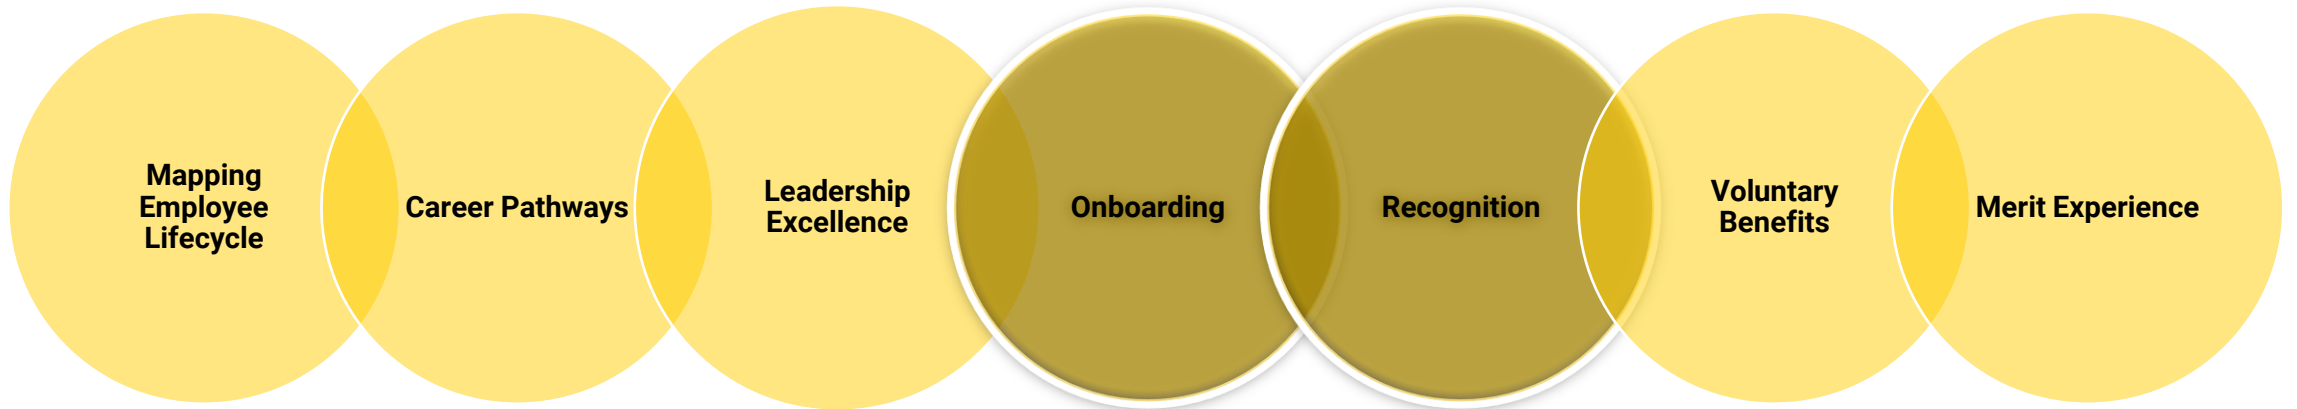 Mapping
Employee
Lifecycle
Career Pathways
Leadership
Excellence
Onboarding
Recognition
Voluntary
Benefits
Merit Experience